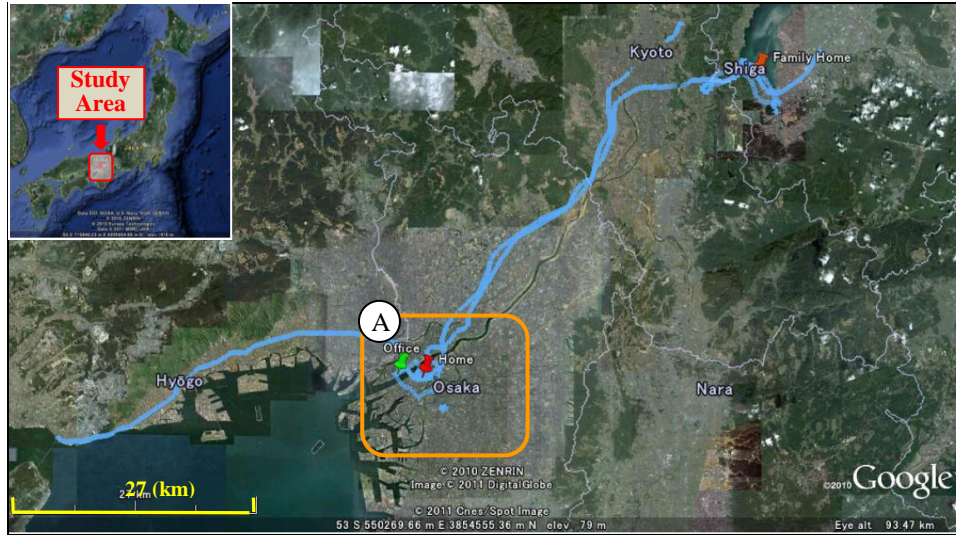 Study
Area
Kyoto
Shiga
Family Home
A
Office
Home
Hyōgo
Osaka
Nara
27 (km)
© 2010 ZENRIN
Image © 2011 DigitalGlobe
©2010 Google
© 2011 Cnes/Spot Image
53 S 550269.66 m E 3854555.36 m N elev 79 m
Eye alt 93.47 km